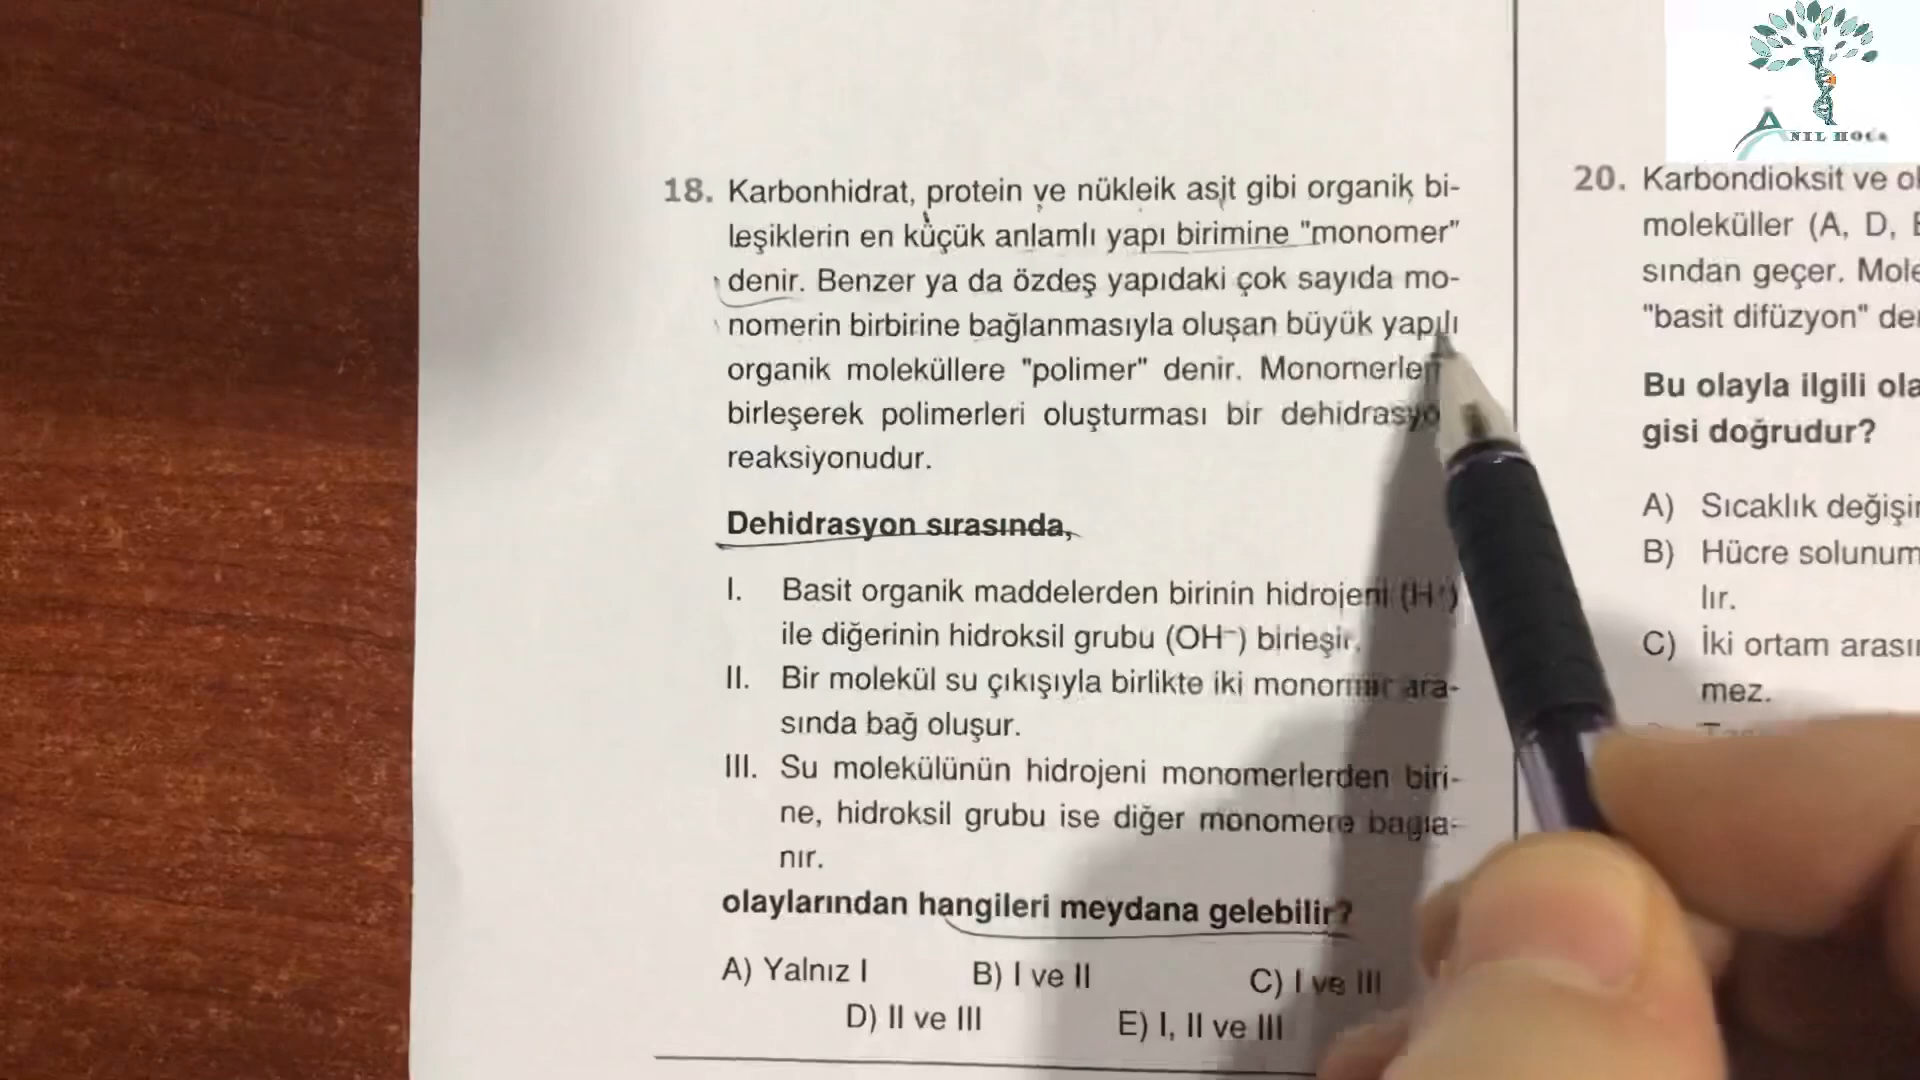 ANIL HOCA
18. Karbonhidrat, protein ve nükleik asit gibi organik bi-
leşiklerin en küçük anlamlı yapı birimine "monomer"
denir. Benzer ya da özdeş yapıdaki çok sayıda mo-
nomerin birbirine bağlanmasıyla oluşan büyük yapılı
organik moleküllere "polimer" denir. Monomerlerin
birleşerek polimerleri oluşturması bir dehidrasyon
reaksiyonudur.
Dehidrasyon sırasında,
I. Basit organik maddelerden birinin hidrojeni (H⁺)
ile diğerinin hidroksil grubu (OH⁻) birleşir.
II. Bir molekül su çıkışıyla birlikte iki monomer ara-
sında bağ oluşur.
III. Su molekülünün hidrojeni monomerlerden biri-
ne, hidroksil grubu ise diğer monomere bağla-
nır.
olaylarından hangileri meydana gelebilir?
A) Yalnız I B) I ve II C) I ve III
D) II ve III E) I, II ve III
20. Karbondioksit ve ol
moleküller (A, D, E
sından geçer. Mole
"basit difüzyon" de
Bu olayla ilgili ola
gisi doğrudur?
A) Sıcaklık değişi
B) Hücre solunum
lır.
C) İki ortam arası
mez.